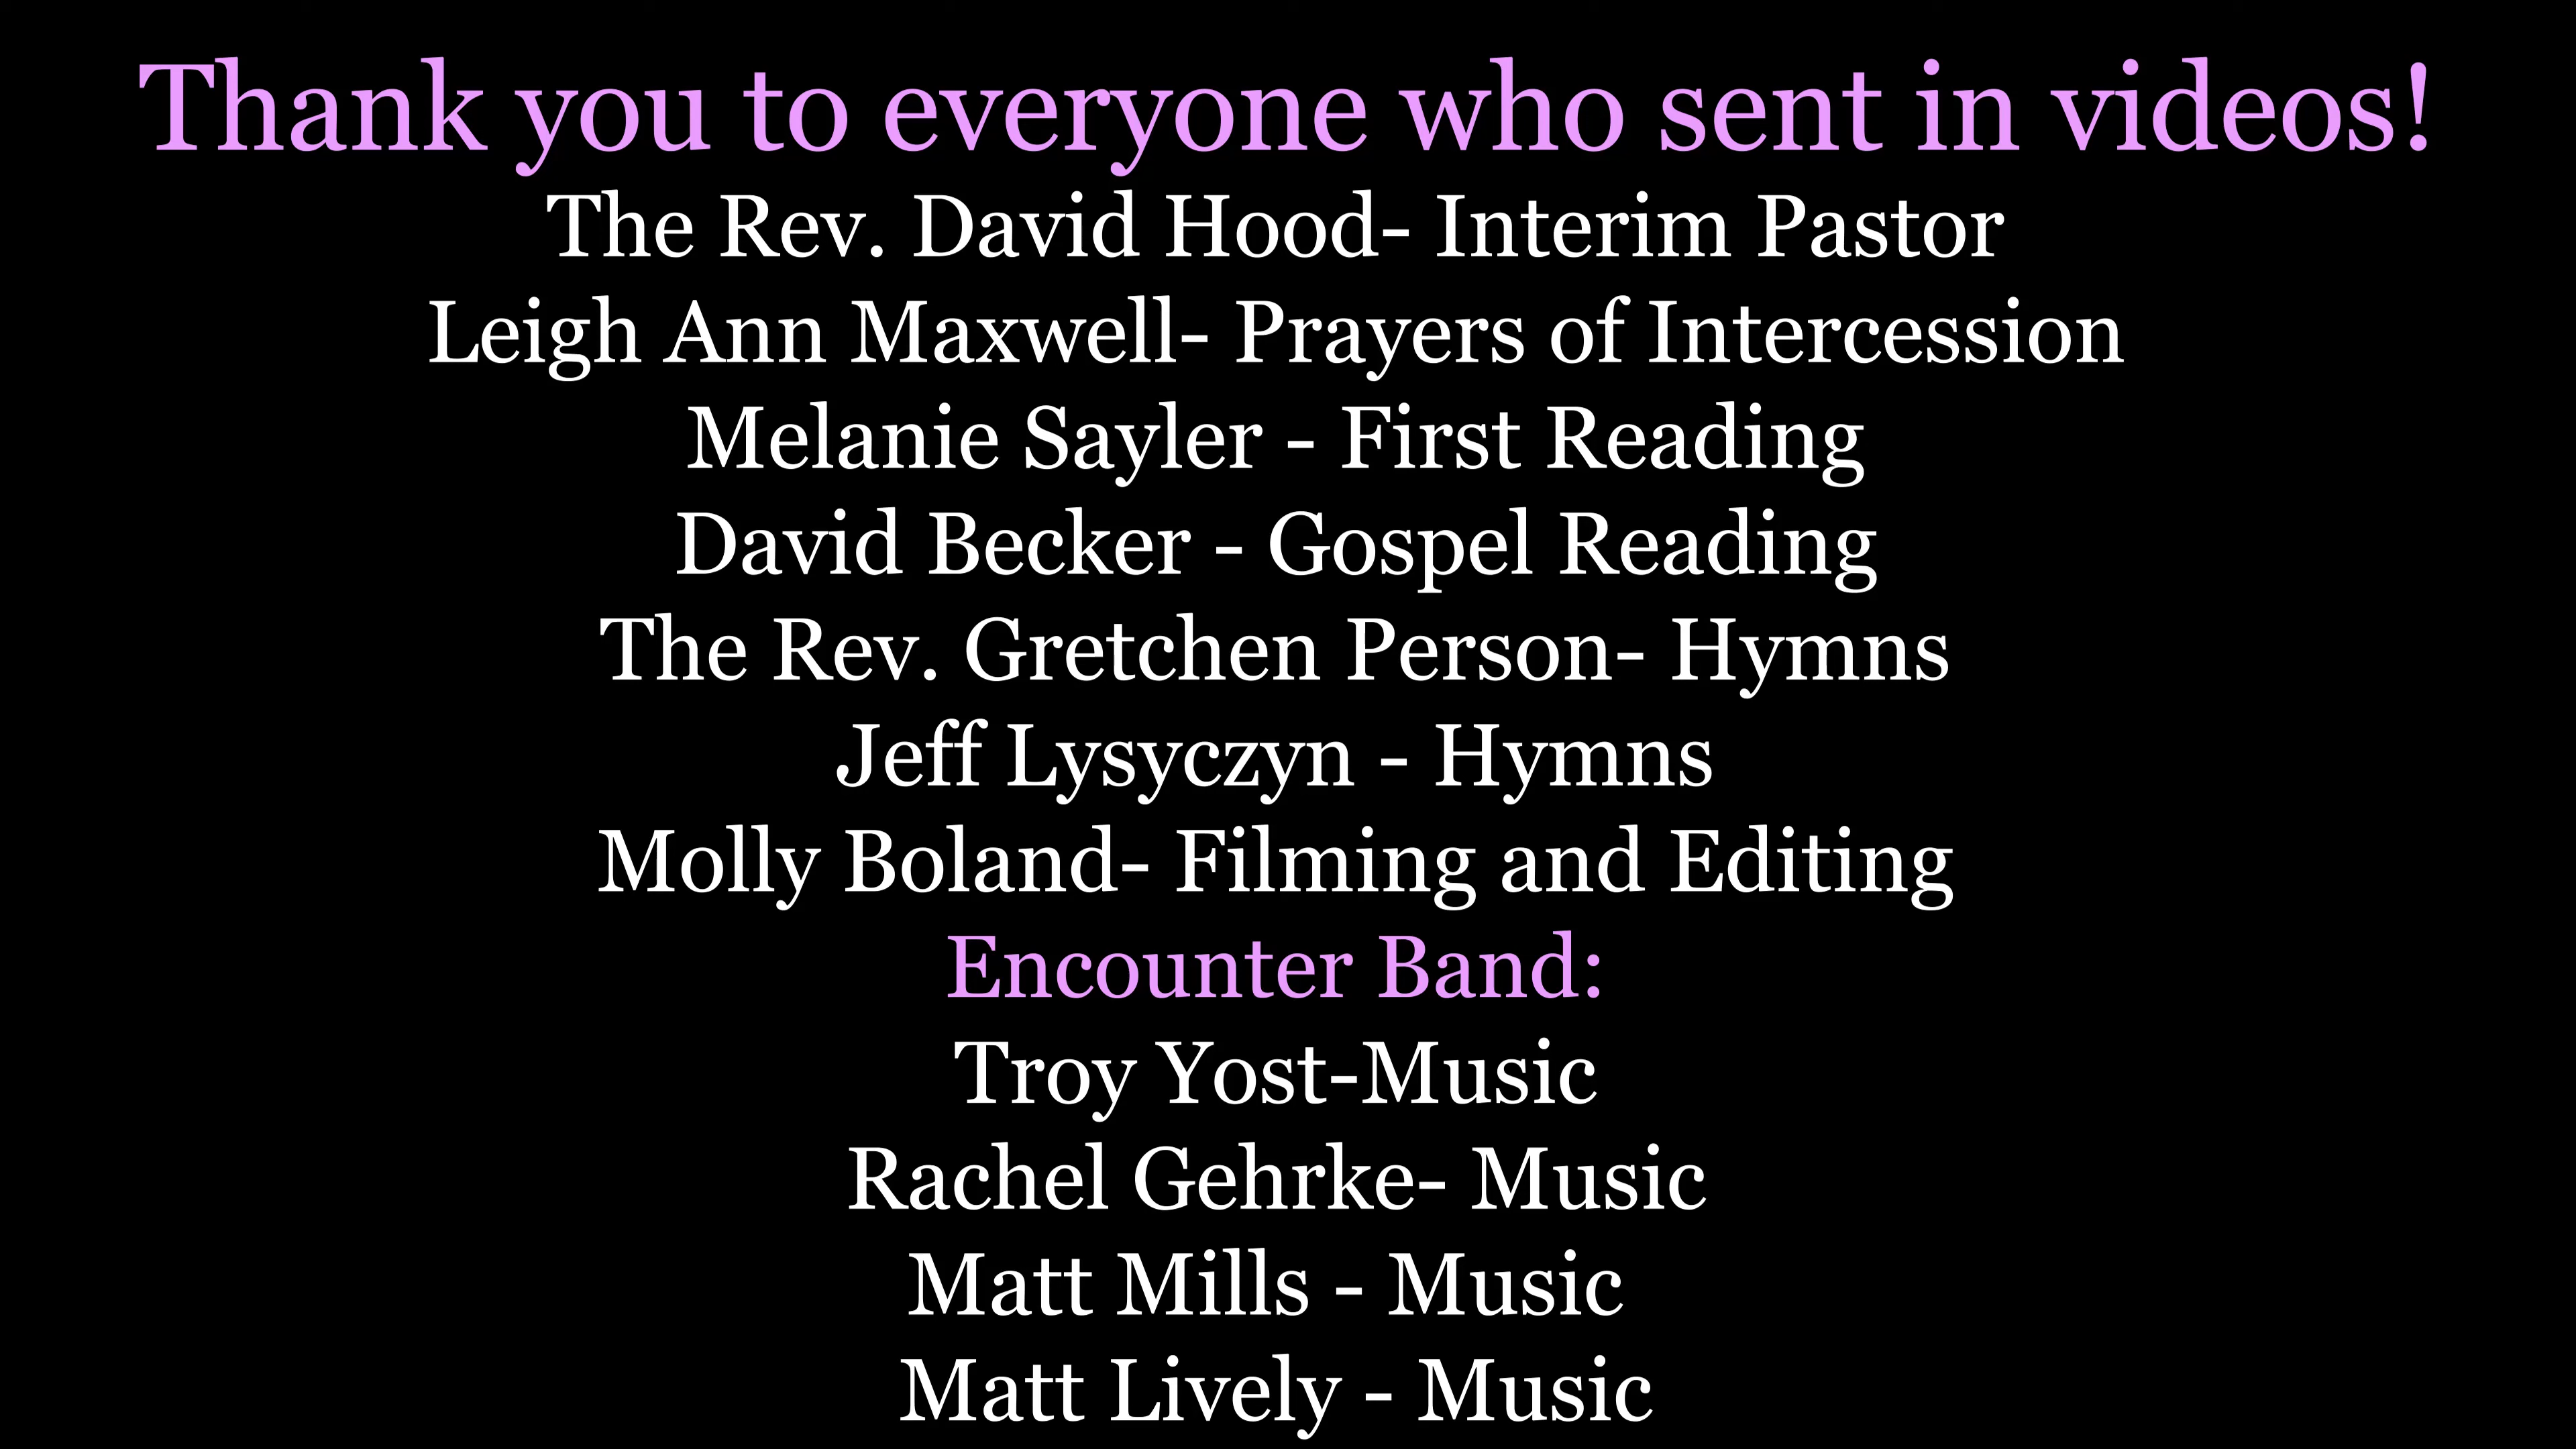 Thank you to everyone who sent in videos!
The Rev. David Hood- Interim Pastor
Leigh Ann Maxwell- Prayers of Intercession
Melanie Sayler - First Reading
David Becker - Gospel Reading
The Rev. Gretchen Person- Hymns
Jeff Lysyczyn - Hymns
Molly Boland- Filming and Editing
Encounter Band:
Troy Yost-Music
Rachel Gehrke- Music
Matt Mills - Music
Matt Lively - Music